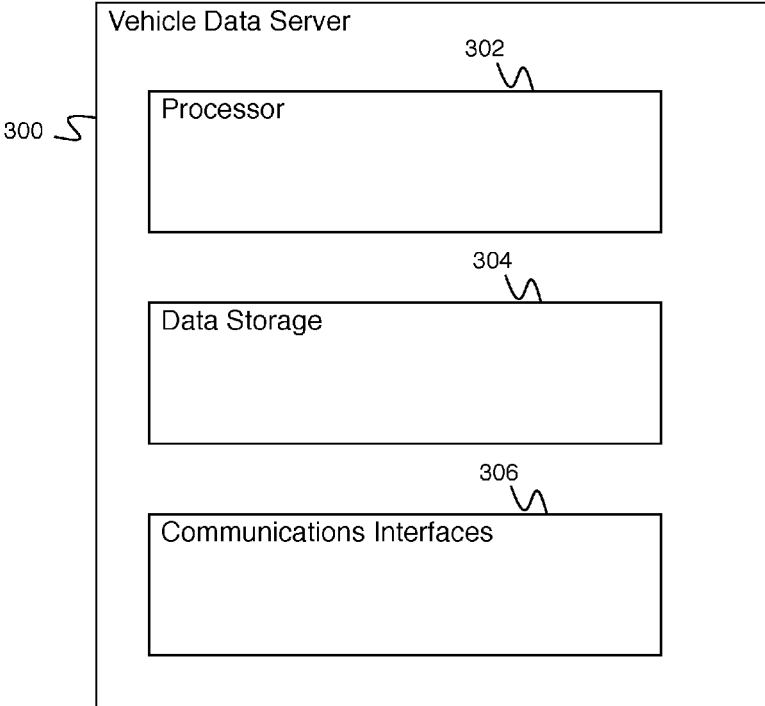 Vehicle Data Server
302
Processor
300
304
Data Storage
306
Communications Interfaces